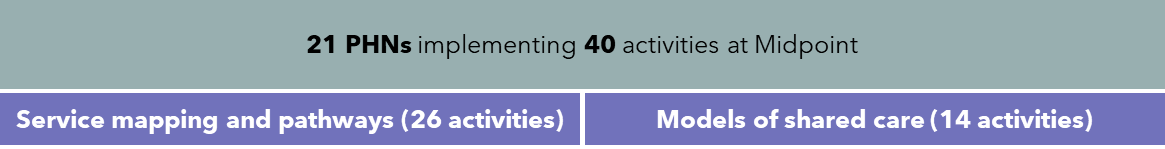 21 PHNs implementing 40 activities at Midpoint
Service mapping and pathways (26 activities)
Models of shared care (14 activities)